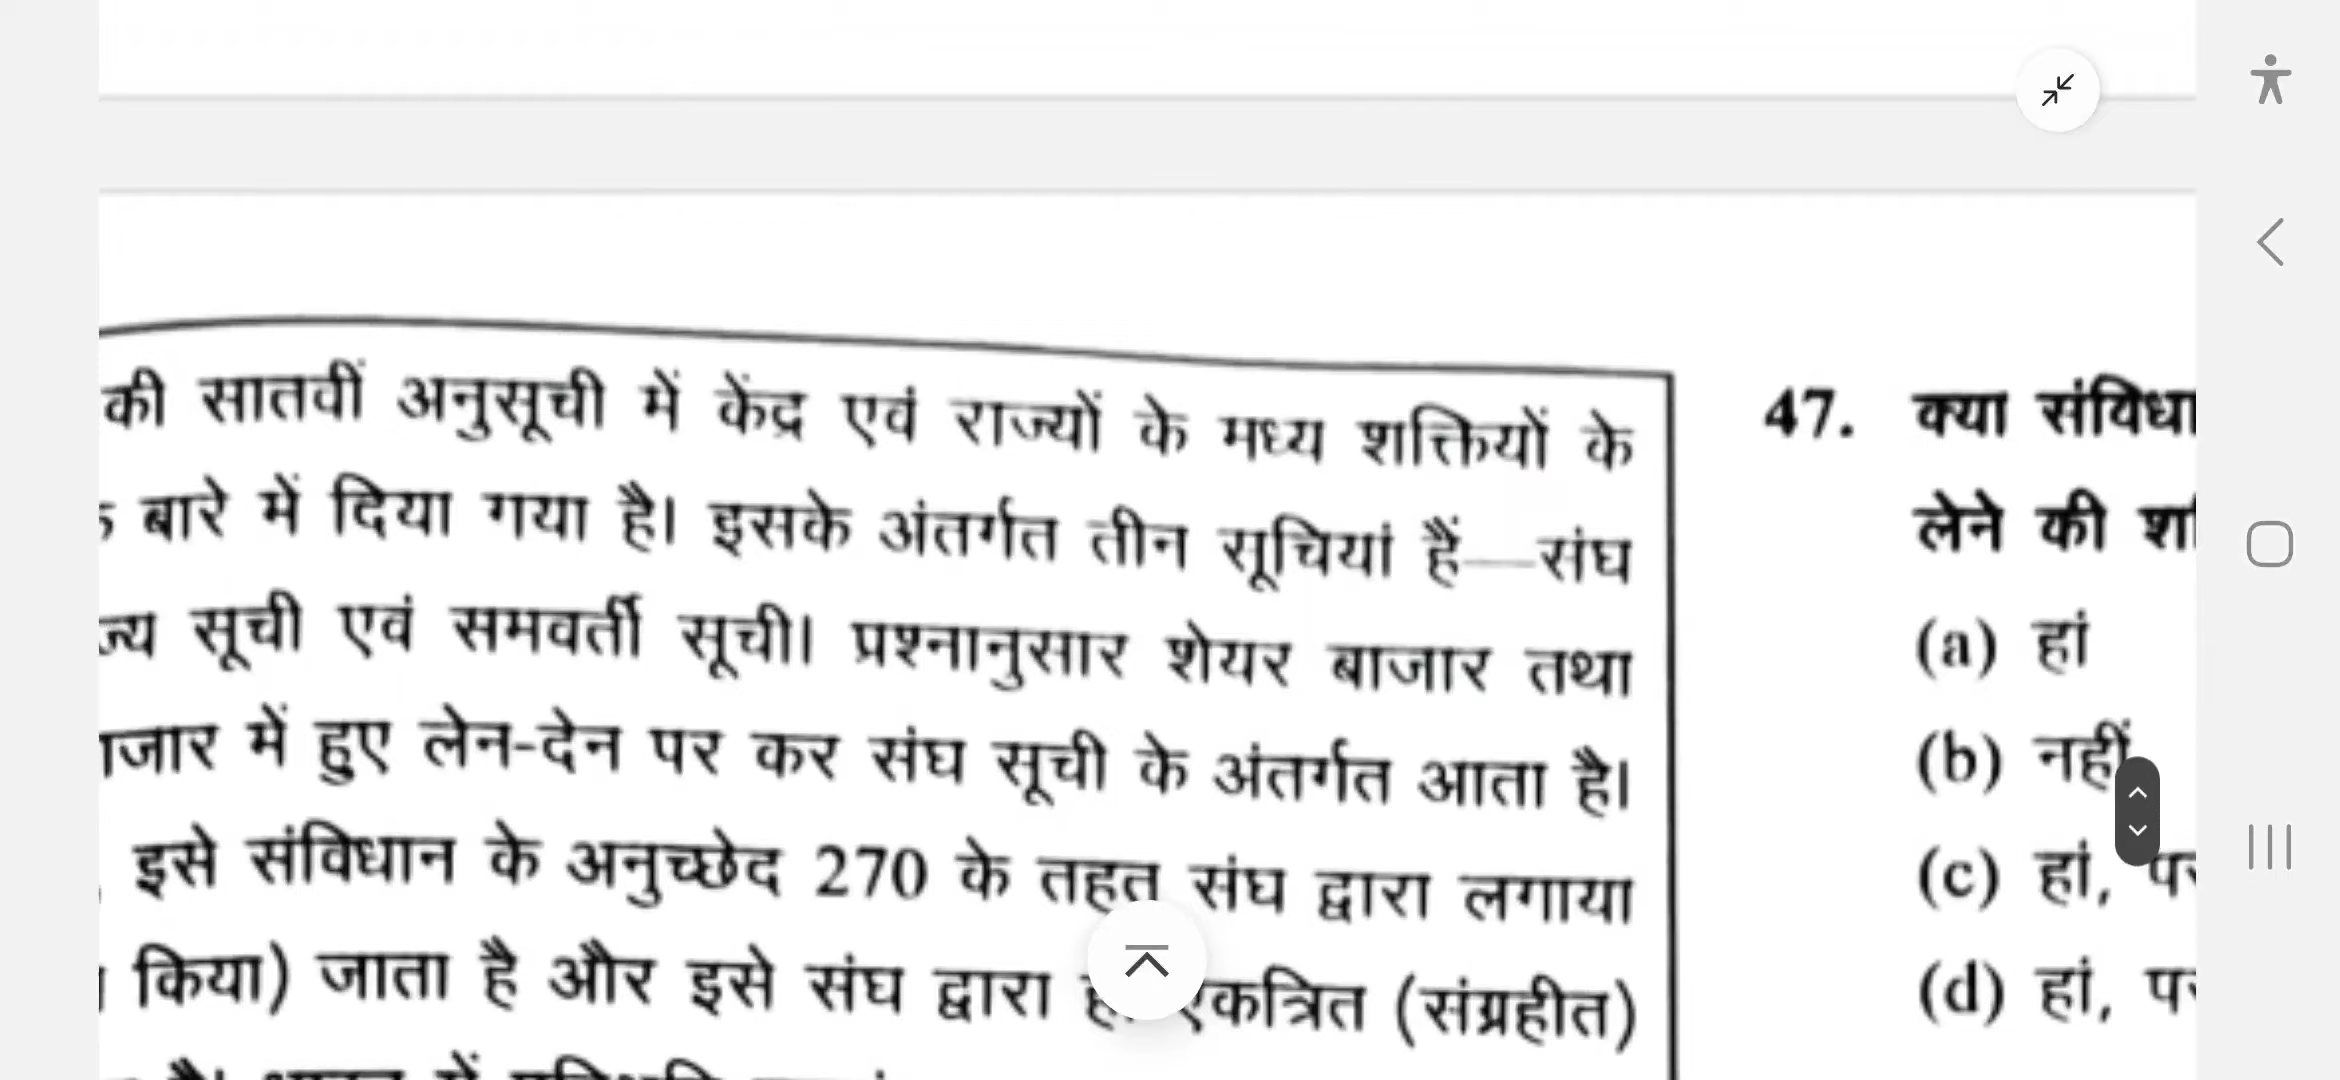 की सातवीं अनुसूची में केंद्र एवं राज्यों के मध्य शक्तियों के
बारे में दिया गया है। इसके अंतर्गत तीन सूचियां हैं—संघ
सूची एवं समवर्ती सूची। प्रश्नानुसार शेयर बाजार तथा
में हुए लेन-देन पर कर संघ सूची के अंतर्गत आता है।
इसे संविधान के अनुच्छेद 270 के तहत संघ द्वारा लगाया
किया) जाता है और इसे संघ द्वारा एकत्रित (संग्रहीत)
47. क्या
लेने की
(a) हां
(b) नहीं
(c) हां,
(d) हां,